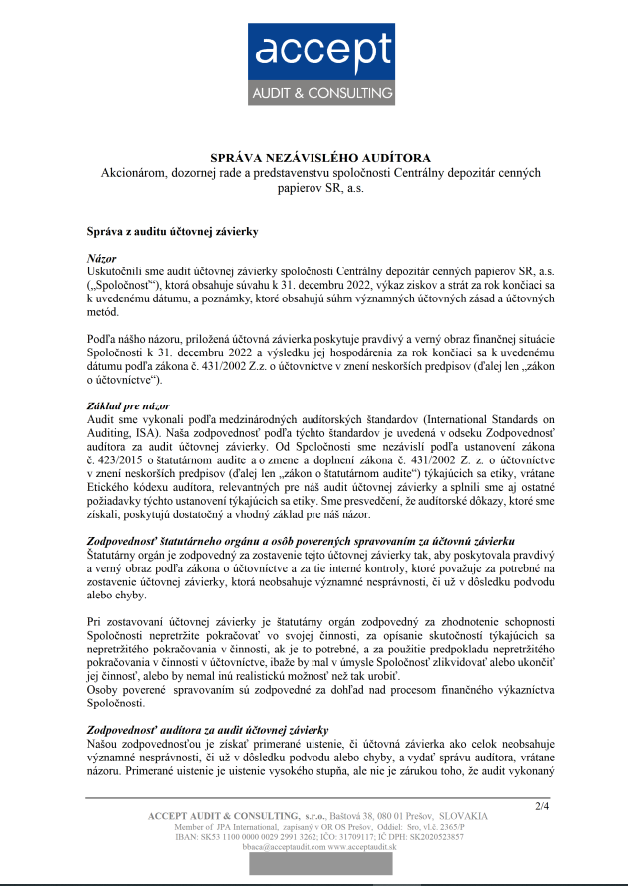 accept
AUDIT & CONSULTING
SPRÁVA NEZÁVISLÉHO AUDÍTORA
Akcionárom, dozornej rade a predstavenstvu spoločnosti Centrálny depozitár cenných
papierov SR, a.s.
Správa z auditu účtovnej závierky
Názor
Uskutočnili sme audit účtovnej závierky spoločnosti Centrálny depozitár cenných papierov SR, a.s.
(„Spoločnosť“), ktorá obsahuje súvahu k 31. decembru 2022, výkaz ziskov a strát za rok končiaci sa
k uvedenému dátumu, a poznámky, ktoré obsahujú súhrn významných účtovných zásad a účtovných
metód.
Podľa nášho názoru, priložená účtovná závierka poskytuje pravdivý a verný obraz finančnej situácie
Spoločnosti k 31. decembru 2022 a výsledku jej hospodárenia za rok končiaci sa k uvedenému
dátumu podľa zákona č. 431/2002 Z.z. o účtovníctve v znení neskorších predpisov (ďalej len „zákon
o účtovníctve“).
Základ pre názor
Audit sme vykonali podľa medzinárodných audítorských štandardov (International Standards on
Auditing, ISA). Naša zodpovednosť podľa týchto štandardov je uvedená v odseku Zodpovednosť
audítora za audit účtovnej závierky. Od Spoločnosti sme nezávislí podľa ustanovení zákona
č. 423/2015 o štatutárnom audite a o zmene a doplnení zákona č. 431/2002 Z. z. o účtovníctve
v znení neskorších predpisov (ďalej len „zákon o štatutárnom audite“) týkajúcich sa etiky, vrátane
Etického kódexu audítora, relevantných pre náš audit účtovnej závierky a splnili sme aj ostatné
požiadavky týchto ustanovení týkajúcich sa etiky. Sme presvedčení, že audítorské dôkazy, ktoré sme
získali, poskytujú dostatočný a vhodný základ pre náš názor.
Zodpovednosť štatutárneho orgánu a osôb poverených spravovaním za účtovnú závierku
Štatutárny orgán je zodpovedný za zostavenie tejto účtovnej závierky tak, aby poskytovala pravdivý
a verný obraz podľa zákona o účtovníctve a za tie interné kontroly, ktoré považuje za potrebné na
zostavenie účtovnej závierky, ktorá neobsahuje významné nesprávnosti, či už v dôsledku podvodu
alebo chyby.
Pri zostavovaní účtovnej závierky je štatutárny orgán zodpovedný za zhodnotenie schopnosti
Spoločnosti nepretržite pokračovať vo svojej činnosti, za opísanie skutočností týkajúcich sa
nepretržitého pokračovania v činnosti, ak je to potrebné, a za použitie predpokladu nepretržitého
pokračovania v činnosti v účtovníctve, ibaže by mal v úmysle Spoločnosť zlikvidovať alebo ukončiť
jej činnosť, alebo by nemal inú realistickú možnosť než tak urobiť.
Osoby poverené spravovaním sú zodpovedné za dohľad nad procesom finančného výkazníctva
Spoločnosti.
Zodpovednosť audítora za audit účtovnej závierky
Našou zodpovednosťou je získať primerané uistenie, či účtovná závierka ako celok neobsahuje
významné nesprávnosti, či už v dôsledku podvodu alebo chyby, a vydať správu audítora, vrátane
názoru. Primerané uistenie je uistenie vysokého stupňa, ale nie je zárukou toho, že audit vykonaný
2/4
ACCEPT AUDIT & CONSULTING, s.r.o., Baštová 38, 080 01 Prešov, SLOVAKIA
Member of JPA International, zapísaný v OR OS Prešov, Oddiel: Sro, vl.č. 2365/P
IBAN: SK53 1100 0000 0029 2991 3262; IČO: 31709117; IČ DPH: SK2020523857
bbaca@acceptaudit.com www.acceptaudit.sk